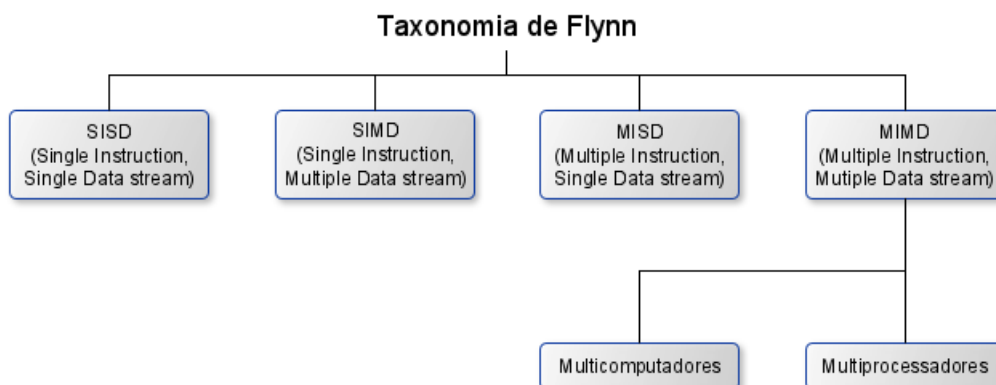 Taxonomia de Flynn
SISD
(Single Instruction,
Single Data stream)
SIMD
(Single Instruction,
Multiple Data stream)
MISD
(Multiple Instruction,
Single Data stream)
MIMD
(Multiple Instruction,
Mutiple Data stream)
Multicomputadores
Multiprocessadores